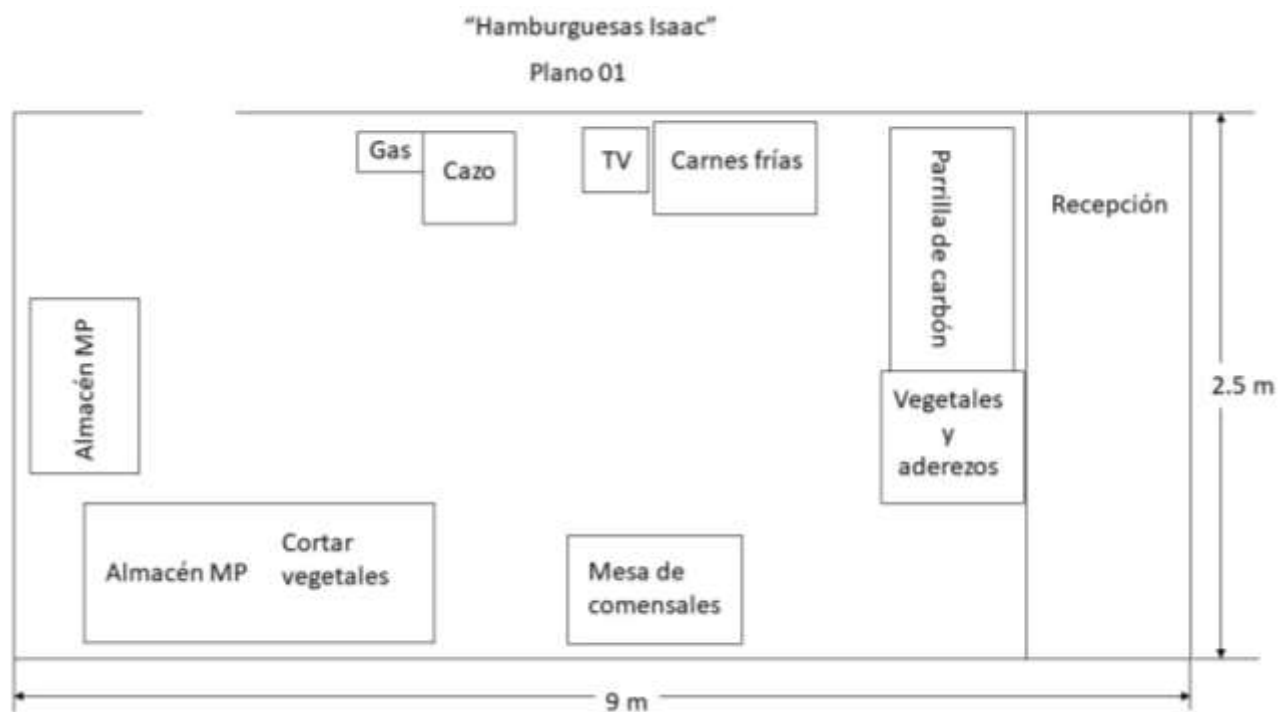 “Hamburguesas Isaac”
Plano 01
Gas
Cazo
TV
Carnes frías
Parrilla de carbón
Recepción
Almacén MP
Vegetales
y
aderezos
2.5 m
Almacén MP
Cortar
vegetales
Mesa de
comensales
9 m